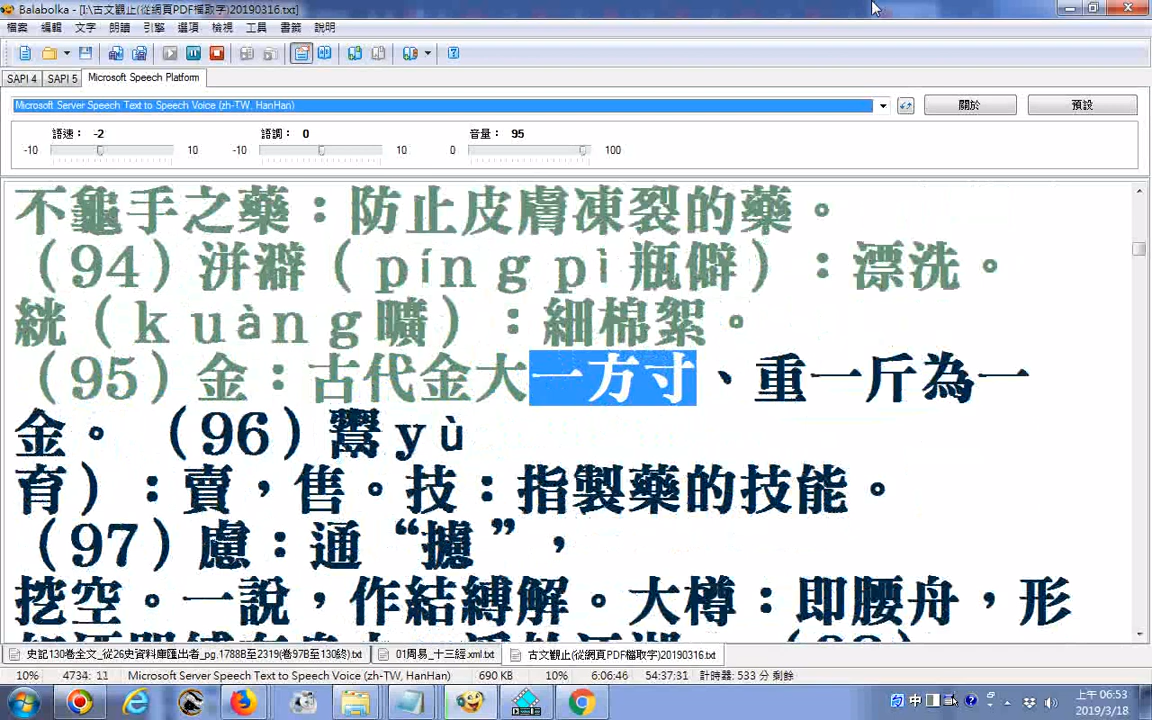 Balabolka - [I:\古文觀止(從網頁PDF檔取字)20190316.txt]
檔案 編輯 文字 朗讀 引擎 選項 檢視 工具 書籤 說明
SAPI 4 SAPI 5 Microsoft Speech Platform
Microsoft Server Speech Text to Speech Voice (zh-TW, HanHan)
關於 預設
語速： -2 語調： 0 音量： 95
-10 10 -10 10 0 100
不龜手之藥：防止皮膚凍裂的藥。
（94）洴澼（píng pì瓶僻）：漂洗。
絖（kuàng曠）：細棉絮。
（95）金：古代金大一方寸、重一斤為一
金。（96）鬻yù
育）：賣，售。技：指製藥的技能。
（97）慮：通“攄”，
挖空。一說，作結縛解。大樽：即腰舟，形
史記130卷全文_從26史資料庫匯出者_pg.1788B至2319(卷97B至130終).txt 01周易_十三經.xml.txt 古文觀止(從網頁PDF檔取字)20190316.txt
10% 4734: 11 Microsoft Server Speech Text to Speech Voice (zh-TW, HanHan) 690 KB 10% 6:06:46 54:37:31 計時器: 533 分 剩餘
中 上午 06:53
2019/3/18